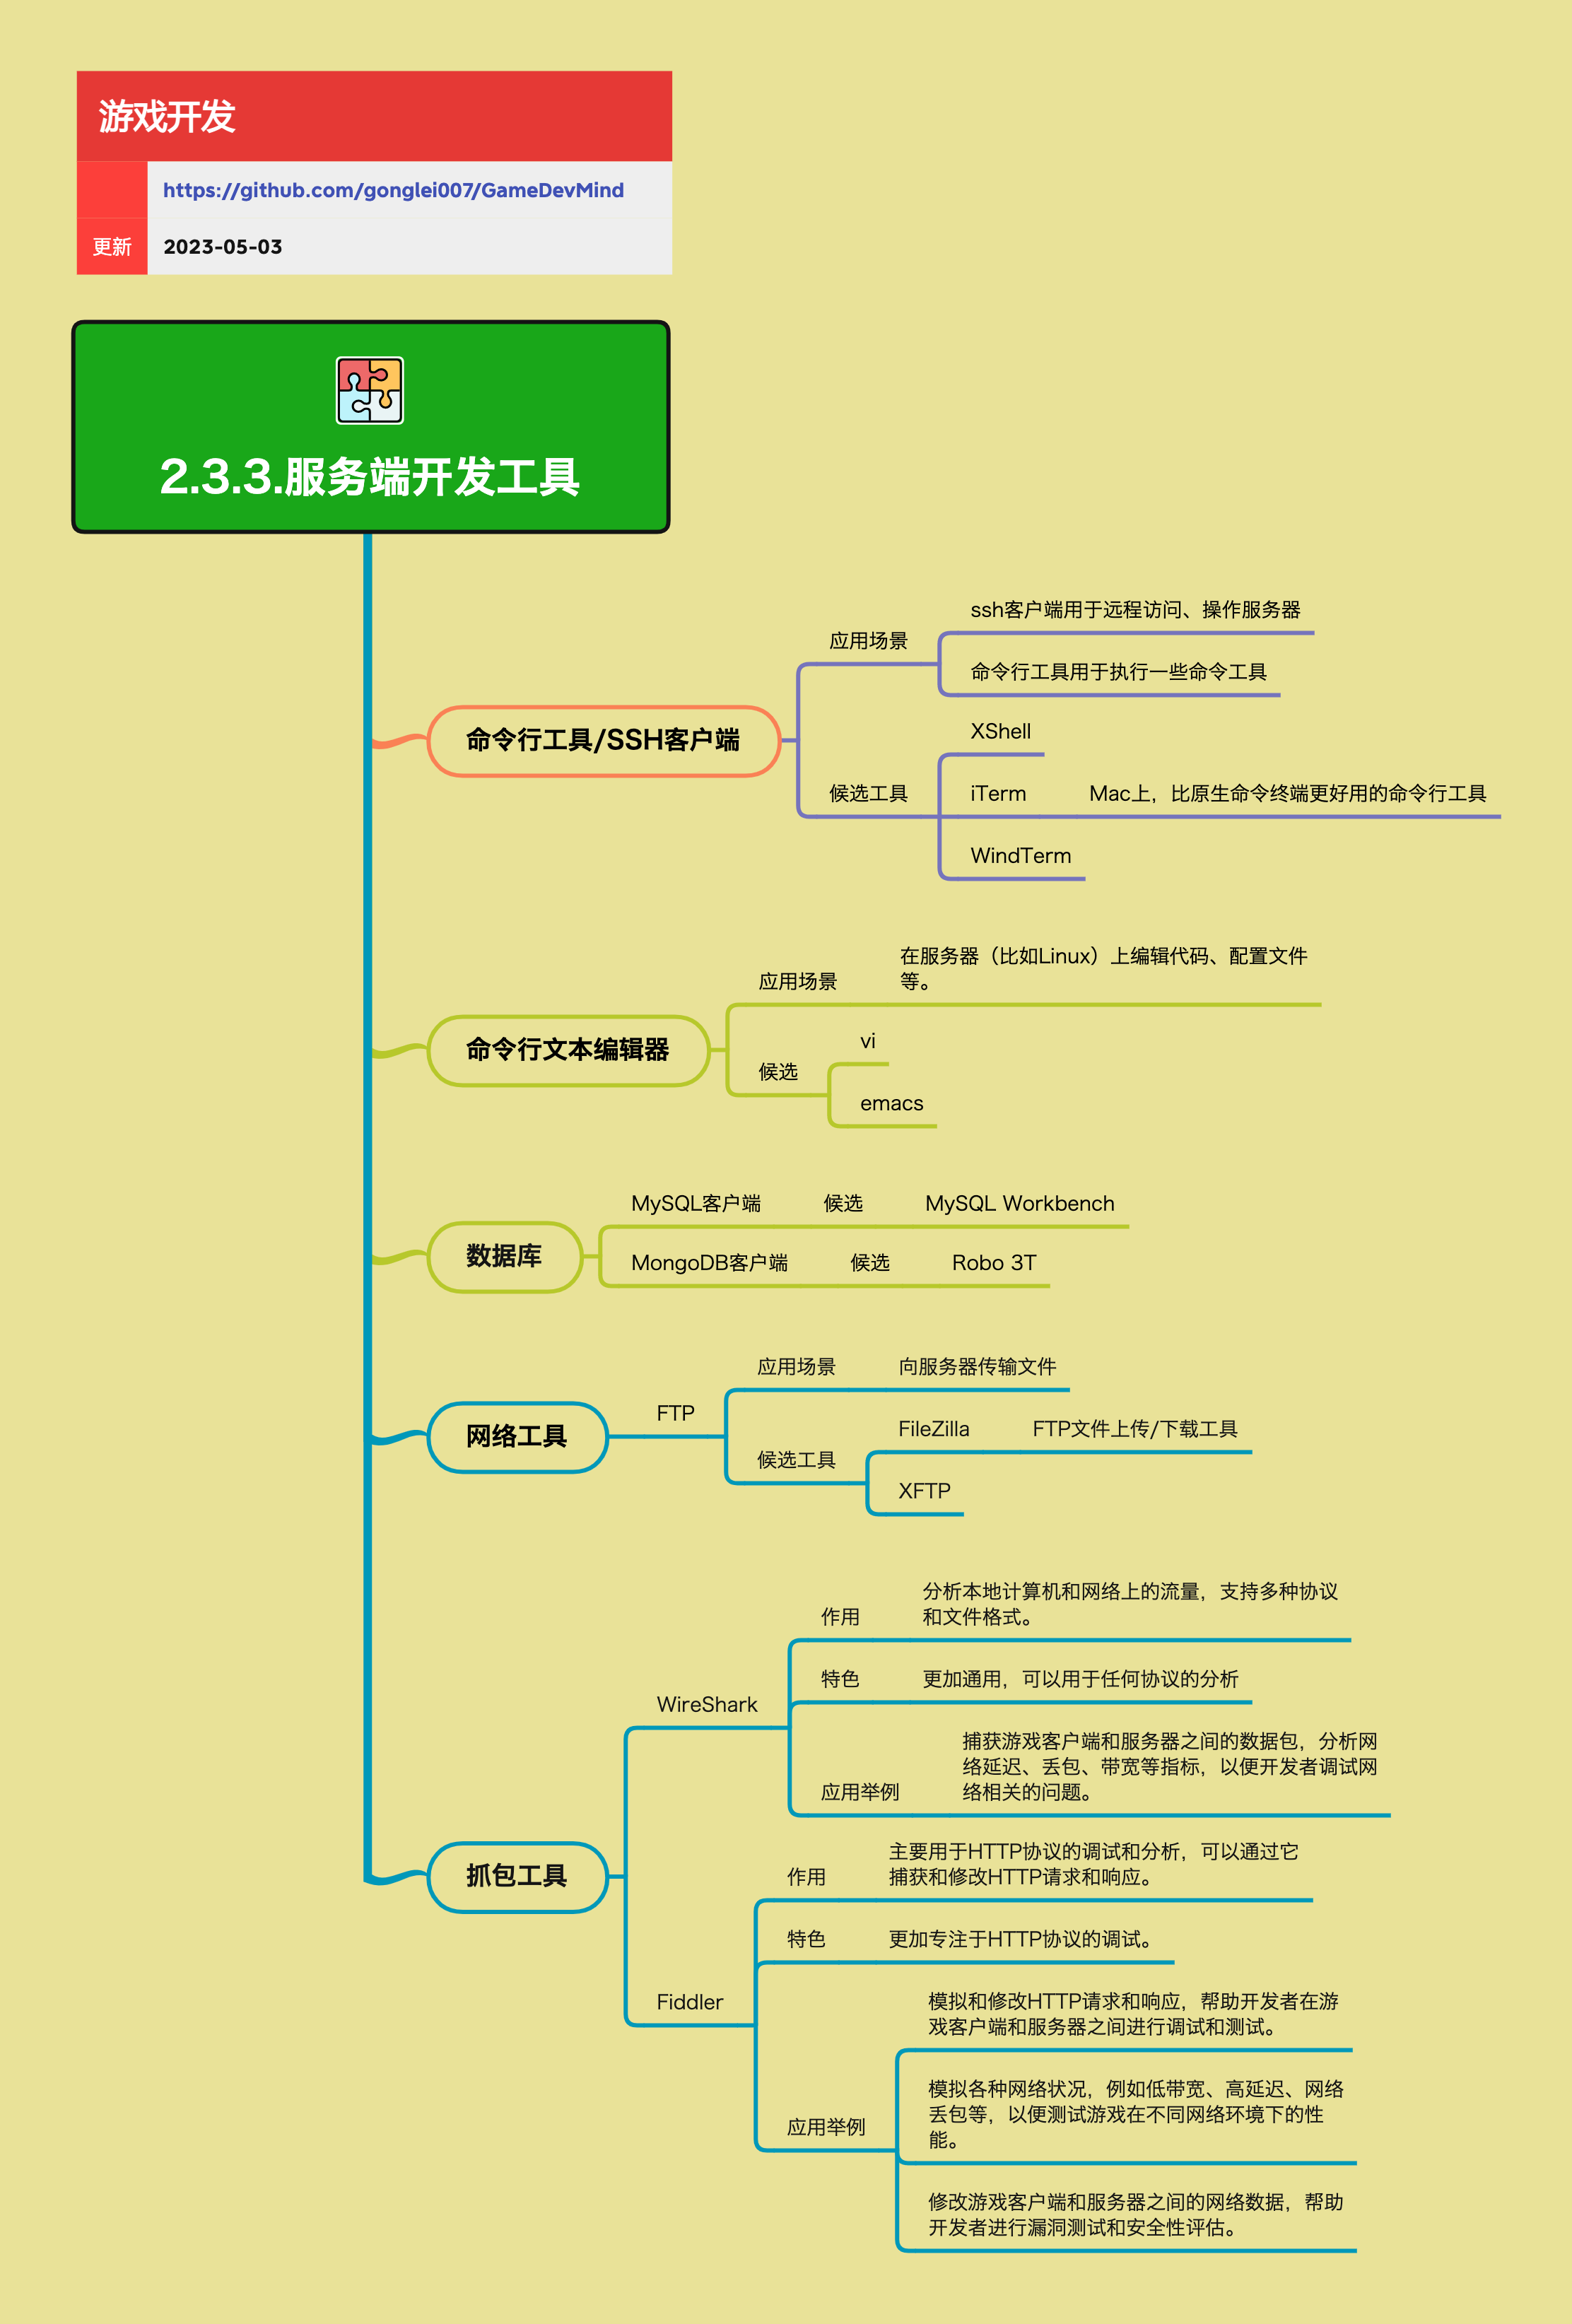 游戏开发
https://github.com/gonglei007/GameDevMind
更新
2023-05-03
2.3.3.服务端开发工具
命令行工具/SSH客户端
应用场景
ssh客户端用于远程访问、操作服务器
命令行工具用于执行一些命令工具
候选工具
XShell
iTerm
Mac上，比原生命令终端更好用的命令行工具
WindTerm
命令行文本编辑器
应用场景
在服务器（比如Linux）上编辑代码、配置文件
等。
候选
vi
emacs
数据库
MySQL客户端
候选
MySQL Workbench
MongoDB客户端
候选
Robo 3T
网络工具
FTP
应用场景
向服务器传输文件
候选工具
FileZilla
FTP文件上传/下载工具
XFTP
抓包工具
WireShark
作用
分析本地计算机和网络上的流量，支持多种协议
和文件格式。
特色
更加通用，可以用于任何协议的分析
应用举例
捕获游戏客户端和服务器之间的数据包，分析网
络延迟、丢包、带宽等指标，以便开发者调试网
络相关的问题。
Fiddler
作用
主要用于HTTP协议的调试和分析，可以通过它
捕获和修改HTTP请求和响应。
特色
更加专注于HTTP协议的调试。
应用举例
模拟和修改HTTP请求和响应，帮助开发者在游
戏客户端和服务器之间进行调试和测试。
模拟各种网络状况，例如低带宽、高延迟、网络
丢包等，以便测试游戏在不同网络环境下的性
能。
修改游戏客户端和服务器之间的网络数据，帮助
开发者进行漏洞测试和安全性评估。